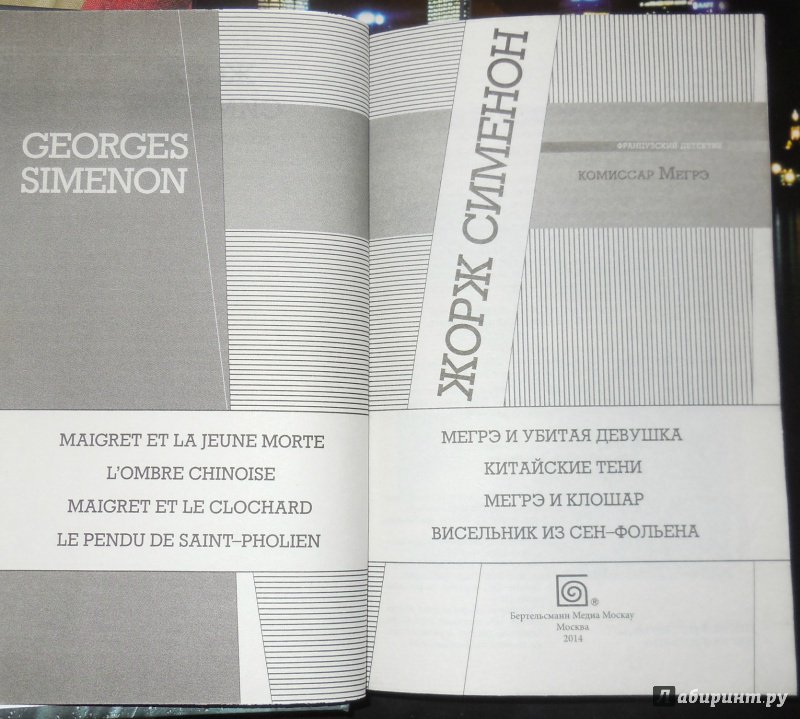 GEORGES
SIMENON
MAIGRET ET LA JEUNE MORTE
L'OMBRE CHINOISE
MAIGRET ET LE CLOCHARD
LE PENDU DE SAINT–PHOLIEN
ЖОРЖ СИМЕНОН
ФРАНЦУЗСКИЙ ДЕТЕКТИВ
КОМИССАР МЕГРЭ
МЕГРЭ И УБИТАЯ ДЕВУШКА
КИТАЙСКИЕ ТЕНИ
МЕГРЭ И КЛОШАР
ВИСЕЛЬНИК ИЗ СЕН–ФОЛЬЕНА
®
Бертельсманн Медиа Москау
Москва
2014
Лабиринт.ру